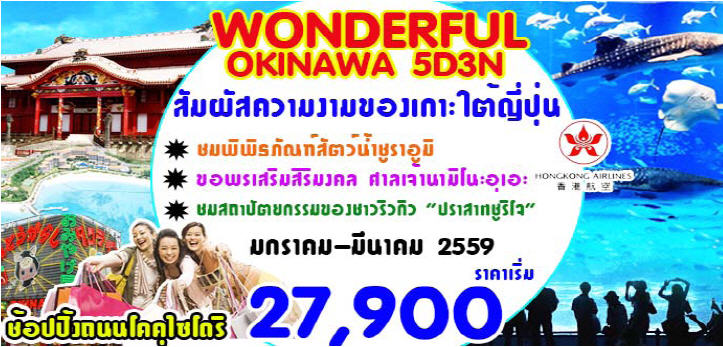 WONDERFUL
OKINAWA 5D3N
สัมผัสความงามของเกาะใต้ญี่ปุ่น
ชมพิพิธภัณฑ์สัตว์น้ำชูราอูมิ
ขอพรเสริมสิริมงคล ศาลเจ้านามิโนะอุเอะ
ชมสถาปัตยกรรมของชาวริวกิว "ปราสาทชูริโจ"
HONGKONG AIRLINES
香港航空
มกราคม-มีนาคม 2559
ราคาเริ่ม
27,900
ช้อปปิ้งถนนโคคุไซโดริ